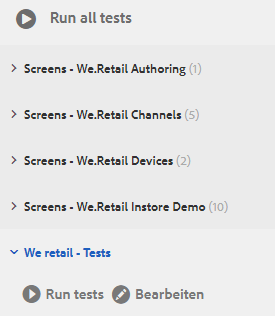 Run all tests
Screens - We.Retail Authoring (1)
Screens - We.Retail Channels (5)
Screens - We.Retail Devices (2)
Screens - We.Retail Instore Demo (10)
We retail - Tests
Run tests Bearbeiten